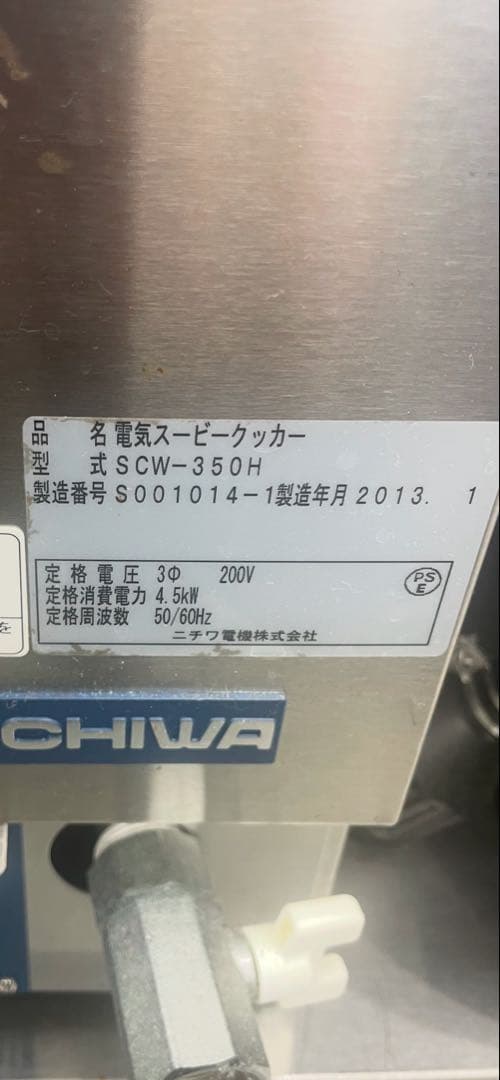 品 名 電気スービークッカー
型 式 SCW-350H
製造番号 S001014-1 製造年月 2013. 1
定格電圧 3Φ 200V
定格消費電力 4.5kW
定格周波数 50/60Hz
PS
E
ニチワ電機株式会社
を
CHIWA